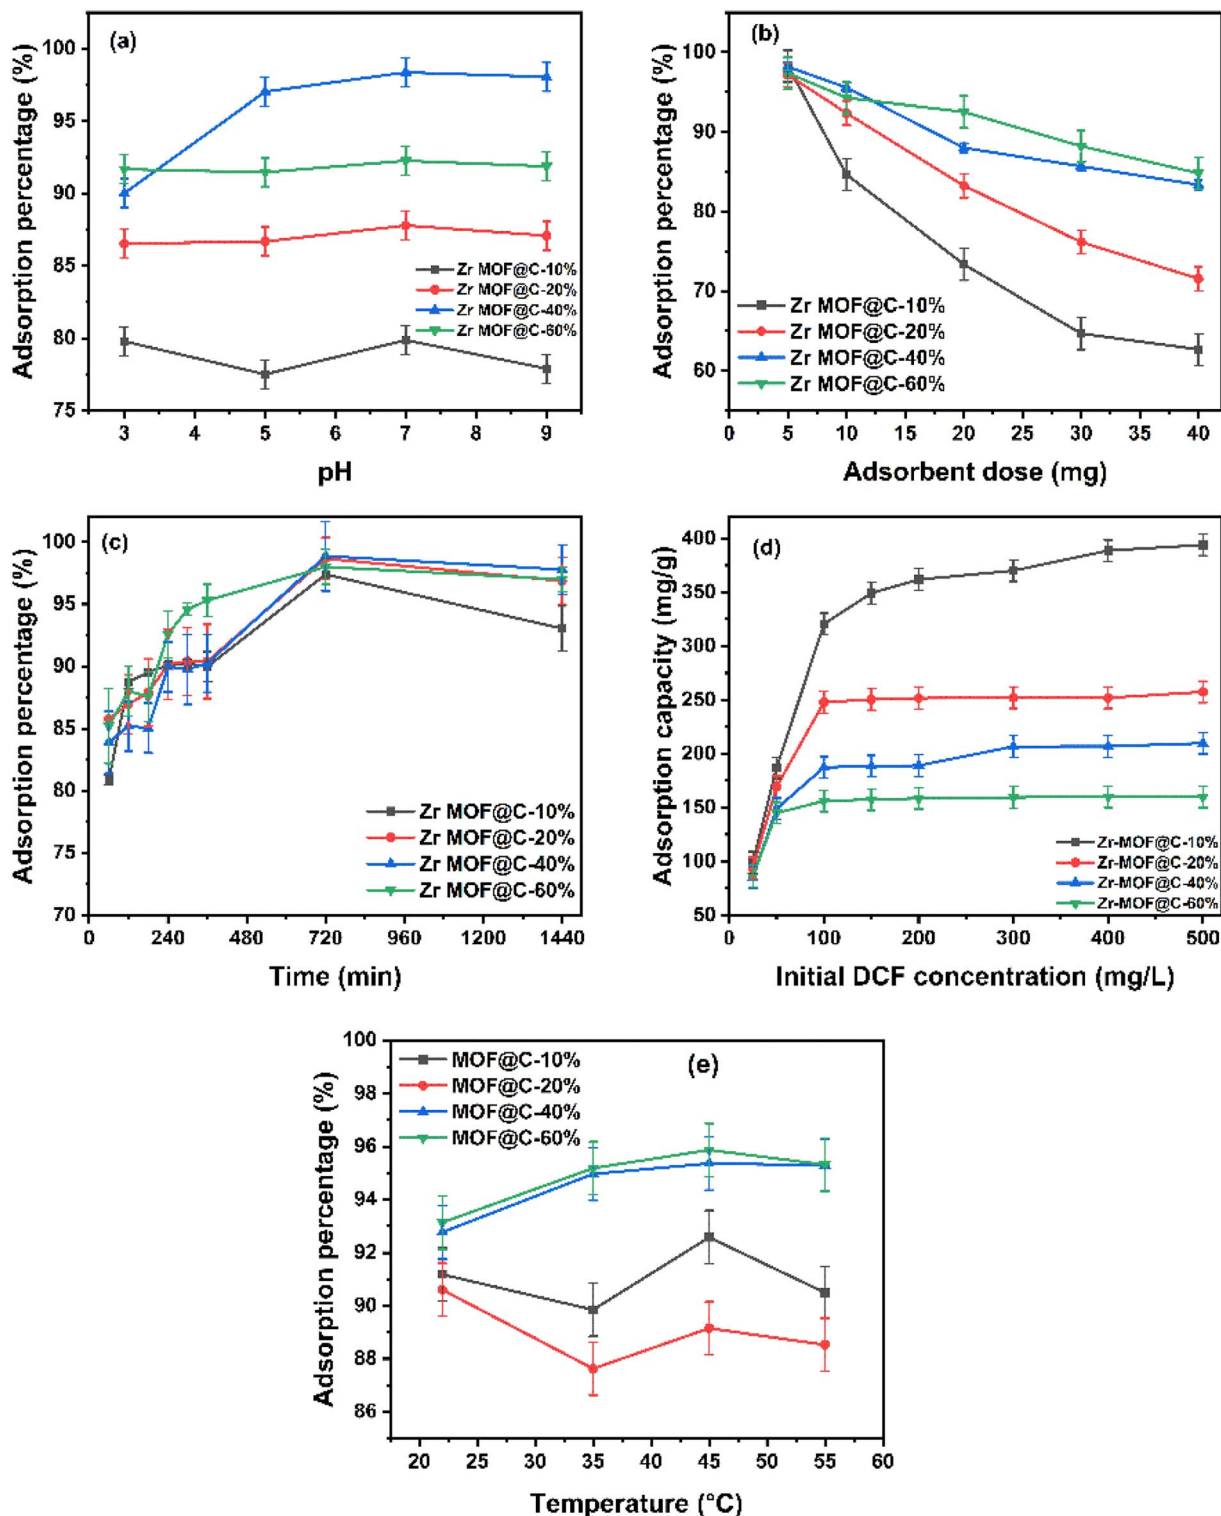 (a)
100
95
90
85
80
75
Adsorption percentage (%)
Zr MOF@C-10%
Zr MOF@C-20%
Zr MOF@C-40%
Zr MOF@C-60%
3 4 5 6 7 8 9
pH
(b)
100
90
80
70
60
Adsorption percentage (%)
Zr MOF@C-10%
Zr MOF@C-20%
Zr MOF@C-40%
Zr MOF@C-60%
0 5 10 15 20 25 30 35 40
Adsorbent dose (mg)
(c)
100
95
90
85
80
75
70
Adsorption percentage (%)
Zr MOF@C-10%
Zr MOF@C-20%
Zr MOF@C-40%
Zr MOF@C-60%
0 240 480 720 960 1200 1440
Time (min)
(d)
400
350
300
250
200
150
100
50
Adsorption capacity (mg/g)
Zr-MOF@C-10%
Zr-MOF@C-20%
Zr-MOF@C-40%
Zr-MOF@C-60%
0 100 200 300 400 500
Initial DCF concentration (mg/L)
(e)
100
98
96
94
92
90
88
86
Adsorption percentage (%)
MOF@C-10%
MOF@C-20%
MOF@C-40%
MOF@C-60%
20 25 30 35 40 45 50 55 60
Temperature (°C)